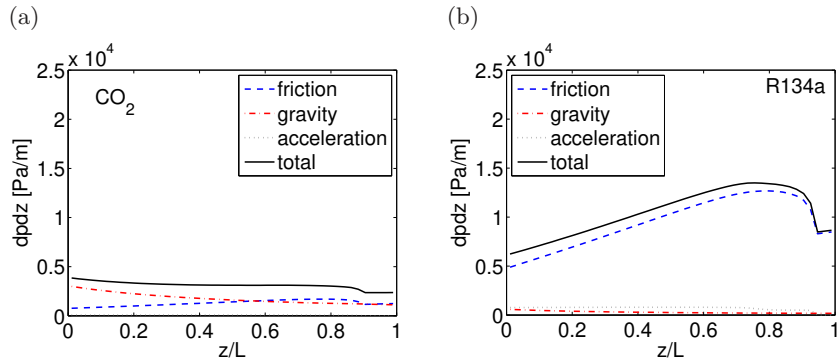 (a)
x 10^4
2.5
2
1.5
1
0.5
0
dpdz [Pa/m]
CO_2
friction
gravity
acceleration
total
0 0.2 0.4 0.6 0.8 1
z/L
(b)
x 10^4
2.5
2
1.5
1
0.5
0
dpdz [Pa/m]
friction
gravity
acceleration
total
R134a
0 0.2 0.4 0.6 0.8 1
z/L